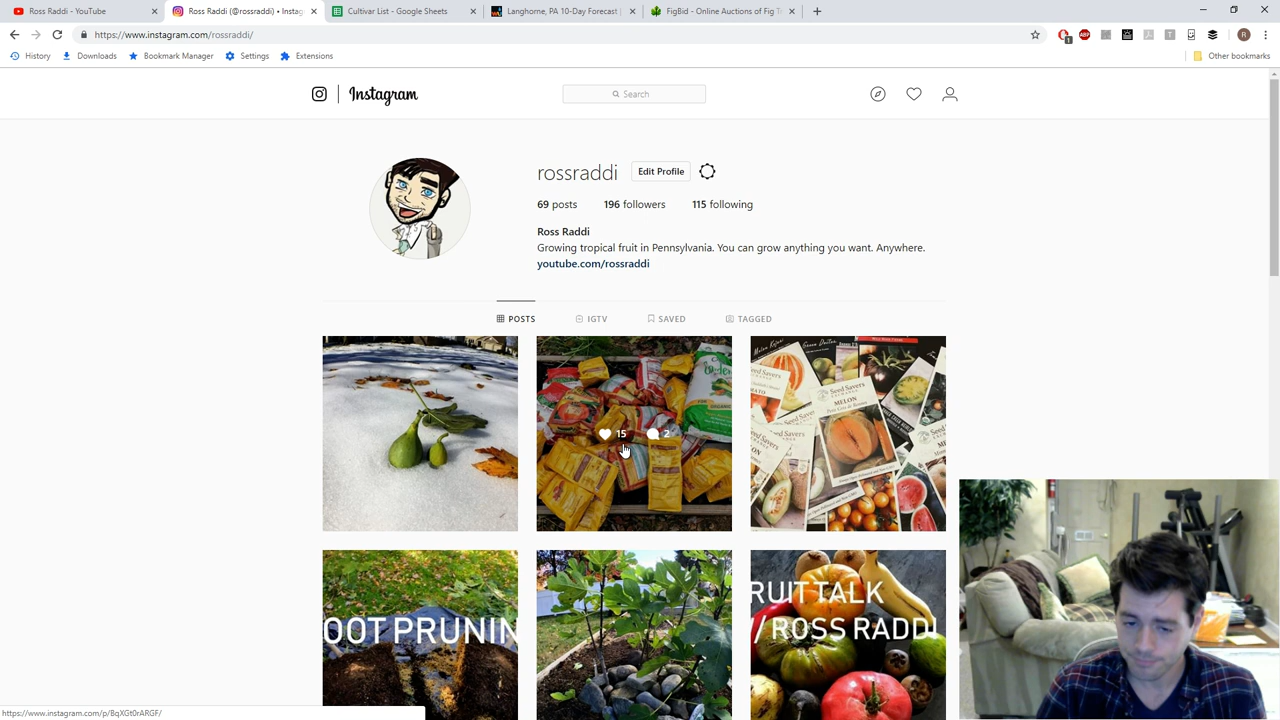 Ross Raddi - YouTube
Ross Raddi (@rossraddi) • Instag
Cultivar List - Google Sheets
Langhorne, PA 10-Day Forecast |
FigBid - Online Auctions of Fig T
https://www.instagram.com/rossraddi/
History
Downloads
Bookmark Manager
Settings
Extensions
Other bookmarks
Instagram
Search
rossraddi
Edit Profile
69 posts
196 followers
115 following
Ross Raddi
Growing tropical fruit in Pennsylvania. You can grow anything you want. Anywhere.
youtube.com/rossraddi
POSTS
IGTV
SAVED
TAGGED
15
2
Seed Savers
MELON
OOT PRUNIN
RUIT TALK
/ ROSS RADDI
https://www.instagram.com/p/BqXGt0rARGF/